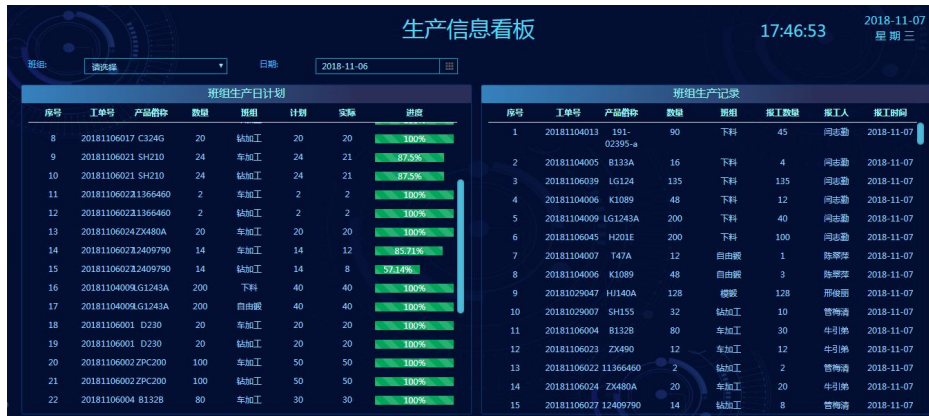 生产信息看板
17:46:53
2018-11-07
星期三
班组: 请选择 日期: 2018-11-06
班组生产日计划
序号 工单号 产品俗称 数量 班组 计划 实际 进度
8 20181106017 C324G 20 钻加工 20 20 100%
9 20181106021 SH210 24 车加工 24 21 87.5%
10 20181106021 SH210 24 钻加工 24 21 87.5%
11 20181106022 11366460 2 车加工 2 2 100%
12 20181106022 11366460 2 钻加工 2 2 100%
13 20181106024 ZX480A 20 车加工 20 20 100%
14 20181106027 12409790 14 车加工 14 12 85.71%
15 20181106027 12409790 14 钻加工 14 8 57.14%
16 20181104009 LG1243A 200 下料 40 40 100%
17 20181104009 LG1243A 200 自由锻 40 40 100%
18 20181106001 D230 20 车加工 20 20 100%
19 20181106001 D230 20 钻加工 20 20 100%
20 20181106002 ZPC200 100 车加工 50 50 100%
21 20181106002 ZPC200 100 钻加工 50 50 100%
22 20181106004 B132B 80 车加工 30 30 100%
班组生产记录
序号 工单号 产品俗称 数量 班组 报工数量 报工人 报工时间
1 20181104013 191- 90 下料 45 闫志勤 2018-11-07
02395-a
2 20181104005 B133A 16 下料 4 闫志勤 2018-11-07
3 20181106039 LG124 135 下料 135 闫志勤 2018-11-07
4 20181104006 K1089 48 下料 12 闫志勤 2018-11-07
5 20181104009 LG1243A 200 下料 40 闫志勤 2018-11-07
6 20181106045 H201E 200 下料 100 闫志勤 2018-11-07
7 20181104007 T47A 12 自由锻 1 陈翠萍 2018-11-07
8 20181104006 K1089 48 自由锻 3 陈翠萍 2018-11-07
9 20181029047 HJ140A 128 模锻 128 邢俊丽 2018-11-07
10 20181029007 SH155 32 钻加工 10 管梅清 2018-11-07
11 20181106004 B132B 80 车加工 30 牛引弟 2018-11-07
12 20181106023 ZX490 12 车加工 12 牛引弟 2018-11-07
13 20181106022 11366460 2 钻加工 2 管梅清 2018-11-07
14 20181106024 ZX480A 20 车加工 20 牛引弟 2018-11-07
15 20181106027 12409790 14 钻加工 8 管梅清 2018-11-07